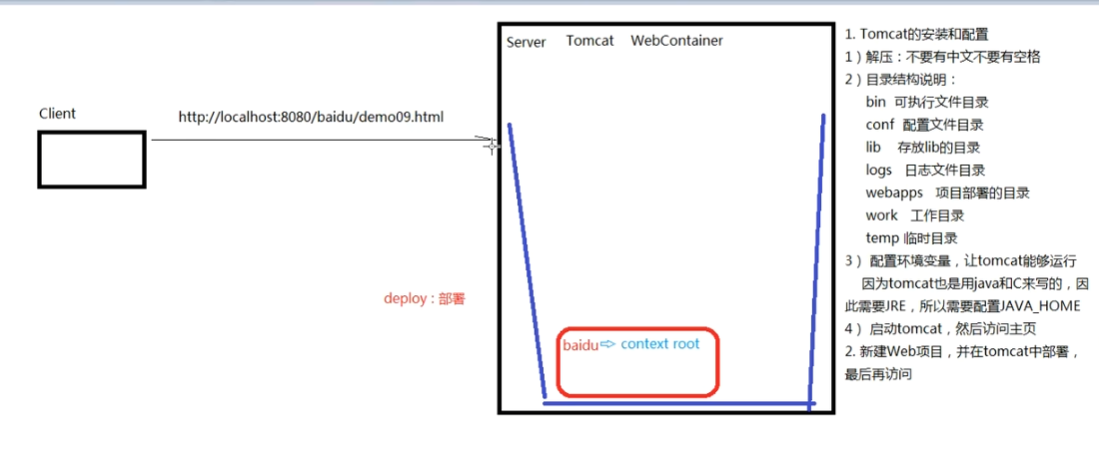 Client
http://localhost:8080/baidu/demo09.html
deploy : 部署
Server Tomcat WebContainer
baidu⇨ context root
1. Tomcat的安装和配置
1）解压：不要有中文不要有空格
2）目录结构说明：
bin 可执行文件目录
conf 配置文件目录
lib 存放lib的目录
logs 日志文件目录
webapps 项目部署的目录
work 工作目录
temp 临时目录
3） 配置环境变量，让tomcat能够运行
因为tomcat也是用java和C来写的，因
此需要JRE，所以需要配置JAVA_HOME
4） 启动tomcat，然后访问主页
2. 新建Web项目，并在tomcat中部署，
最后再访问